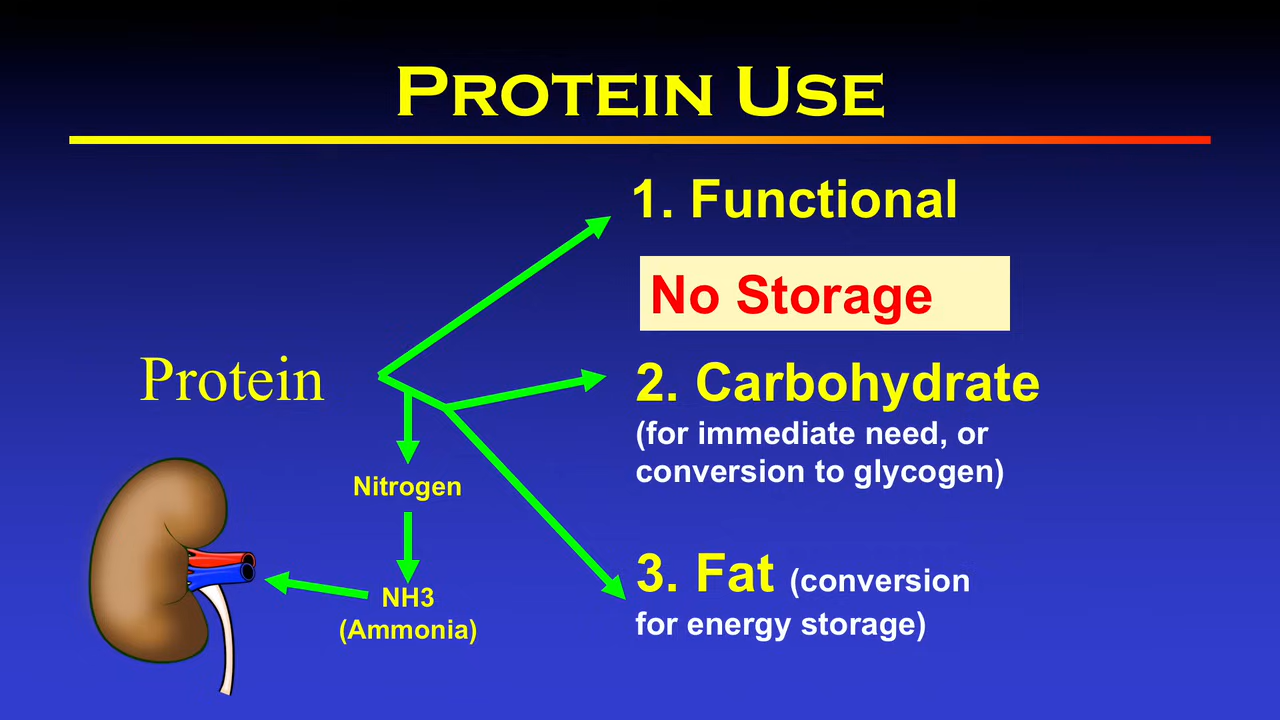 PROTEIN USE
1. Functional
No Storage
Protein
2. Carbohydrate
(for immediate need, or
conversion to glycogen)
Nitrogen
NH3
(Ammonia)
3. Fat (conversion
for energy storage)